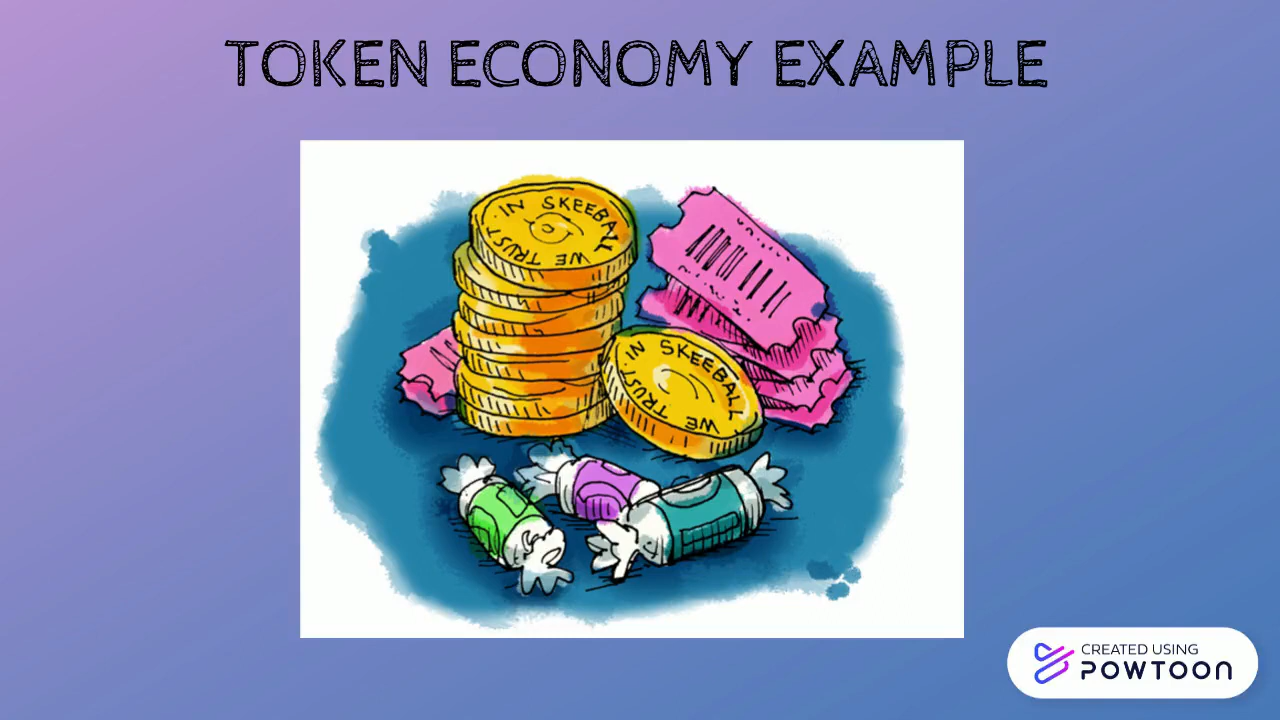 TOKEN ECONOMY EXAMPLE
IN SKEEBALL WE TRUST
IN SKEEBALL WE TRUST
CREATED USING
POWTOON